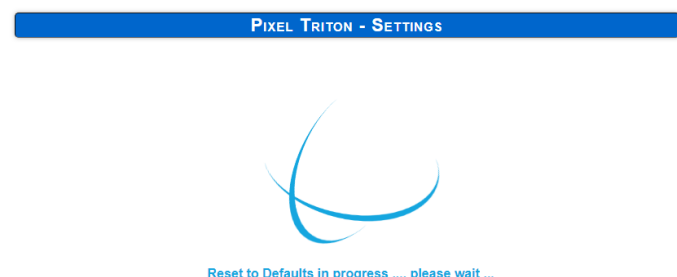 Pixel Triton - Settings
Reset to Defaults in progress .... please wait ...